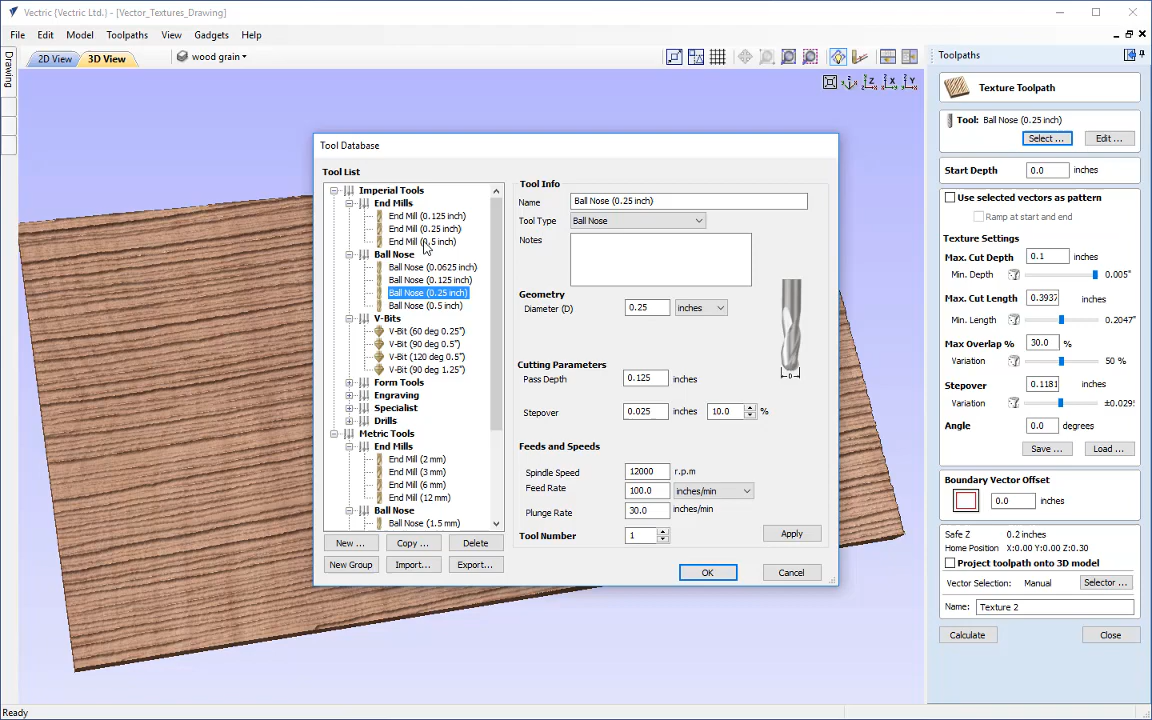 Vectric (Vectric Ltd.) - [Vector_Textures_Drawing]
File Edit Model Toolpaths View Gadgets Help
Drawing
2D View 3D View wood grain
Toolpaths
Texture Toolpath
Tool: Ball Nose (0.25 inch)
Select ... Edit ...
Start Depth 0.0 inches
Use selected vectors as pattern
Ramp at start and end
Texture Settings
Max. Cut Depth 0.1 inches
Min. Depth 0.005"
Max. Cut Length 0.3937 inches
Min. Length 0.2047"
Max Overlap % 30.0 %
Variation 50 %
Stepover 0.1181 inches
Variation
Angle 0.0 degrees
Save ... Load ...
Boundary Vector Offset
0.0 inches
Safe Z 0.2 inches
Home Position X:0.00 Y:0.00 Z:0.30
Project toolpath onto 3D model
Vector Selection: Manual Selector ...
Name: Texture 2
Calculate Close
Tool Database
Tool List
Imperial Tools
End Mills
End Mill (0.125 inch)
End Mill (0.25 inch)
End Mill (0.5 inch)
Ball Nose
Ball Nose (0.0625 inch)
Ball Nose (0.125 inch)
Ball Nose (0.25 inch)
Ball Nose (0.5 inch)
V-Bits
V-Bit (60 deg 0.25")
V-Bit (90 deg 0.5")
V-Bit (120 deg 0.5")
V-Bit (90 deg 1.25")
Form Tools
Engraving
Specialist
Drills
Metric Tools
End Mills
End Mill (2 mm)
End Mill (3 mm)
End Mill (6 mm)
End Mill (12 mm)
Ball Nose
Ball Nose (1.5 mm)
New ... Copy ... Delete
New Group Import... Export...
Tool Info
Name Ball Nose (0.25 inch)
Tool Type Ball Nose
Notes
Geometry
Diameter (D) 0.25 inches
D
Cutting Parameters
Pass Depth 0.125 inches
Stepover 0.025 inches 10.0 %
Feeds and Speeds
Spindle Speed 12000 r.p.m
Feed Rate 100.0 inches/min
Plunge Rate 30.0 inches/min
Tool Number 1 Apply
OK Cancel
Ready